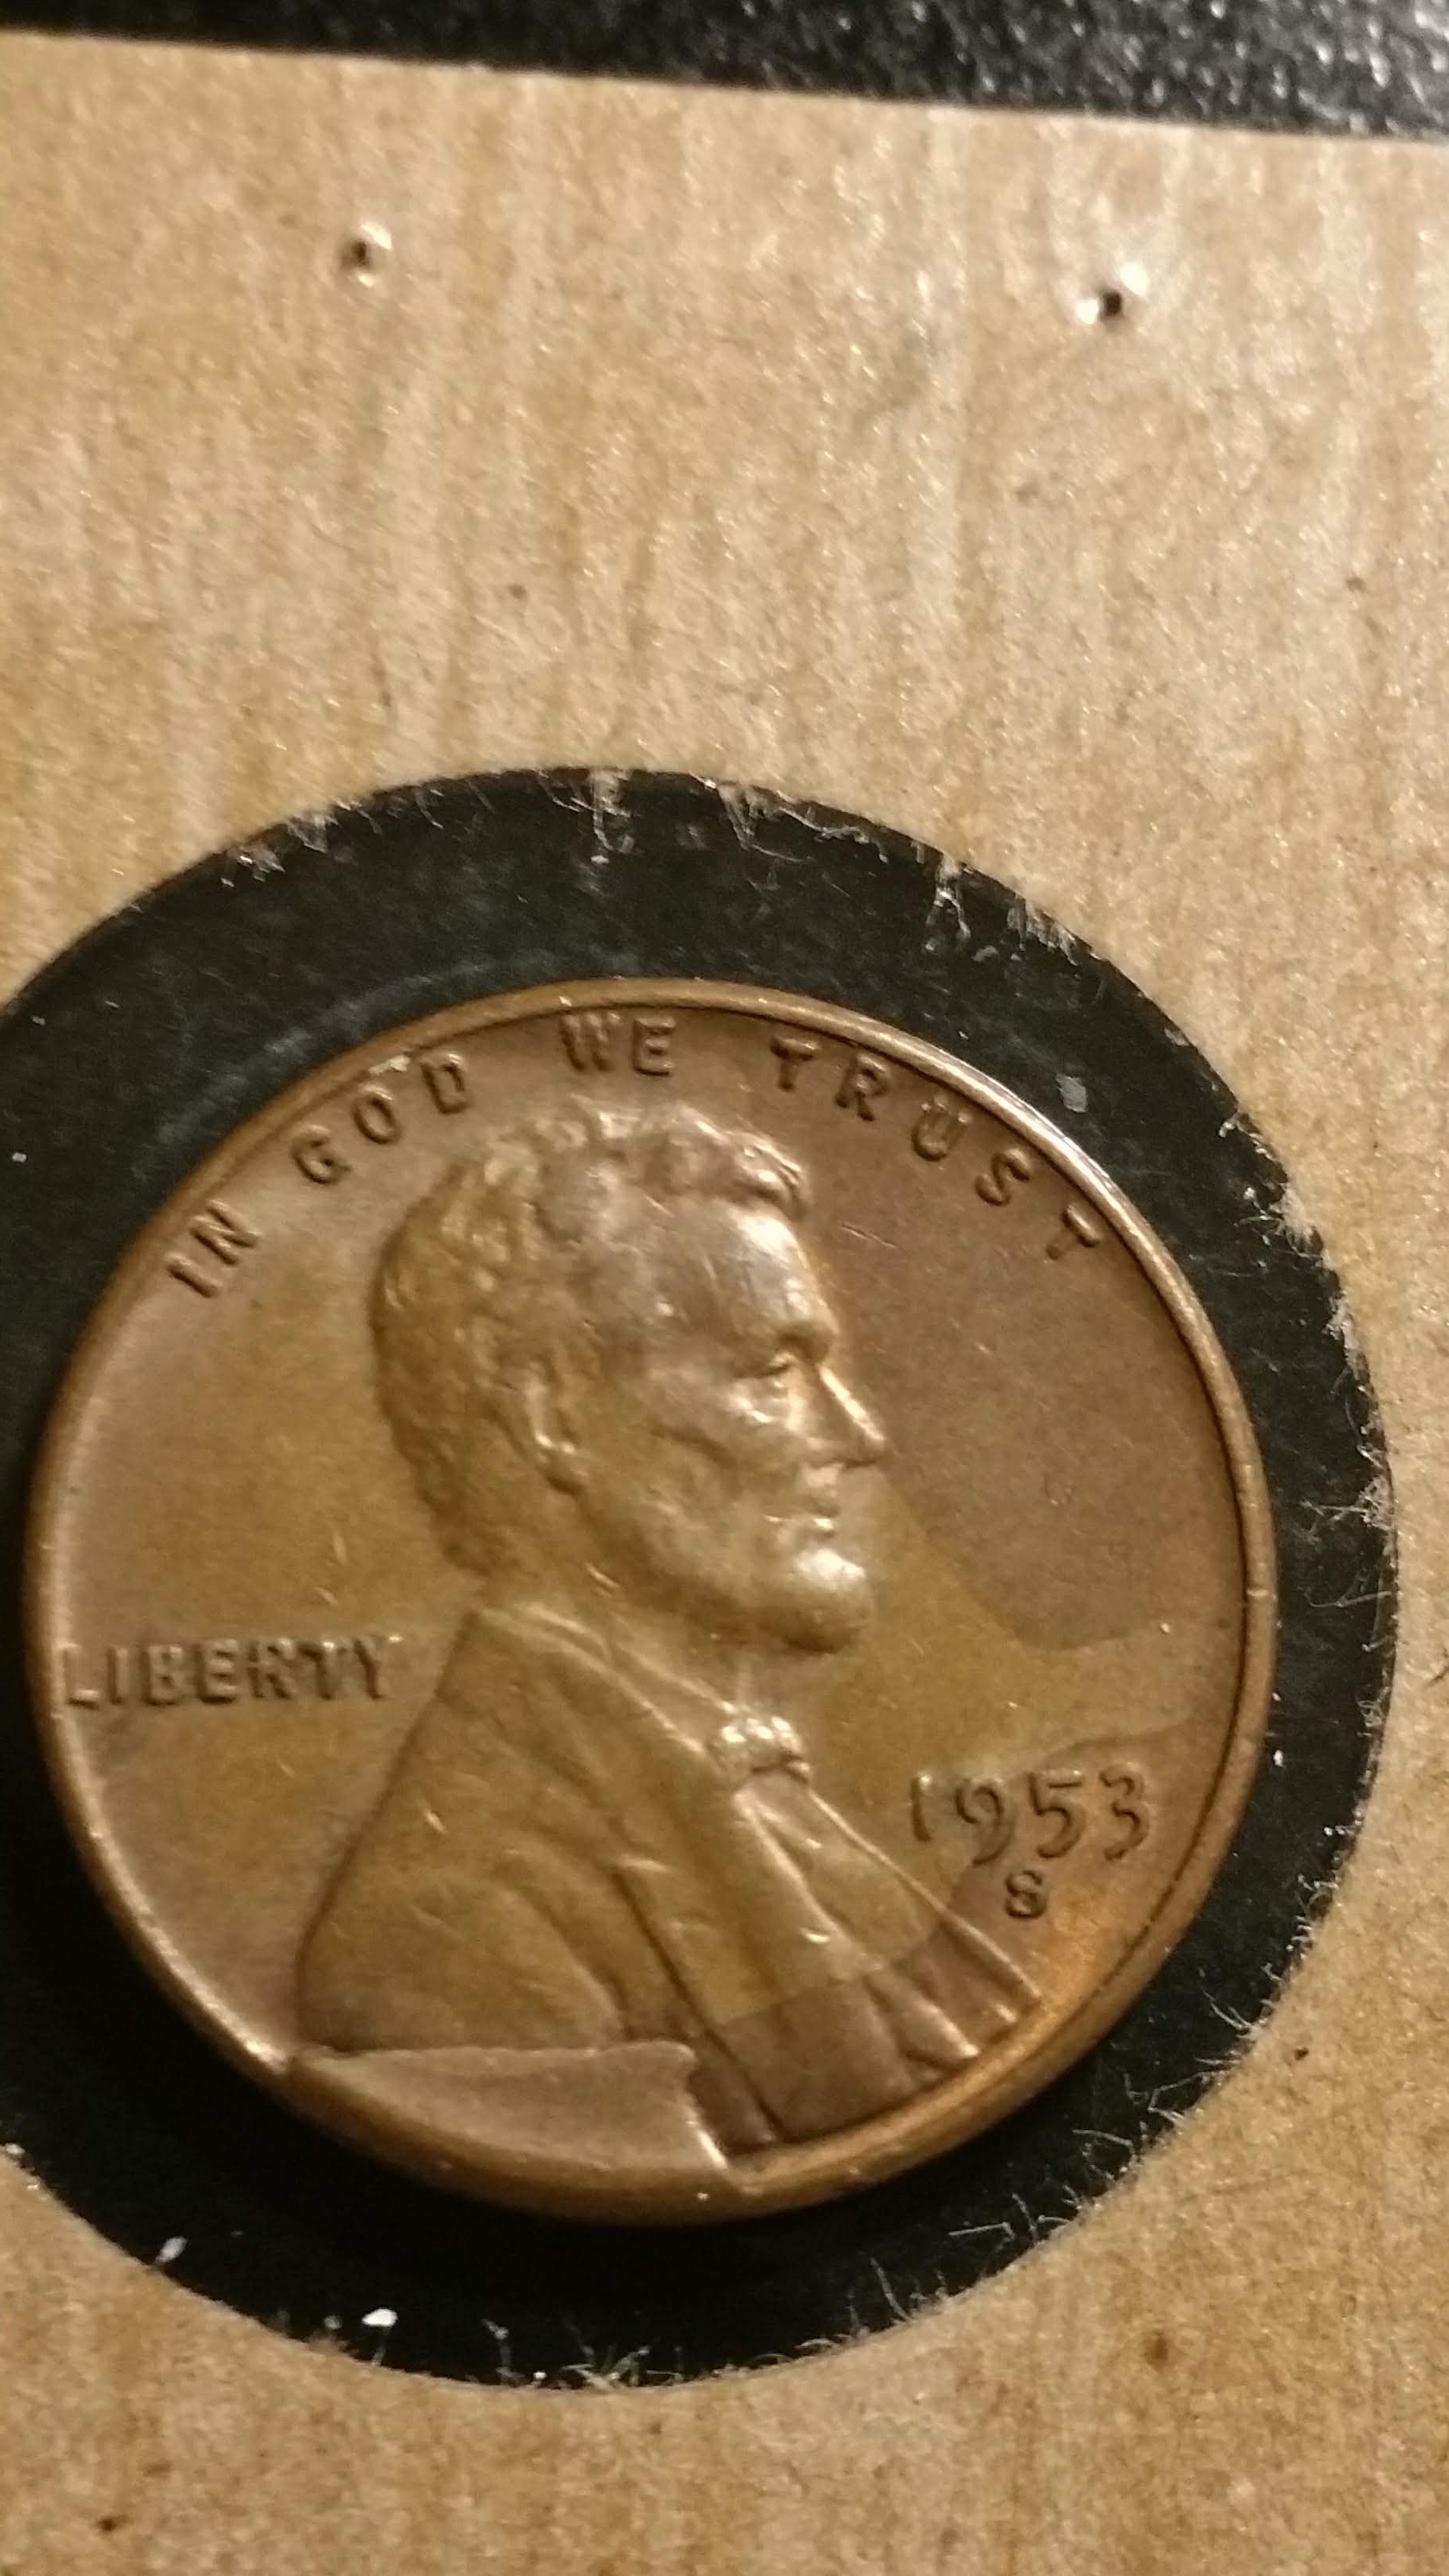 IN GOD WE TRUST
LIBERTY
1953
S